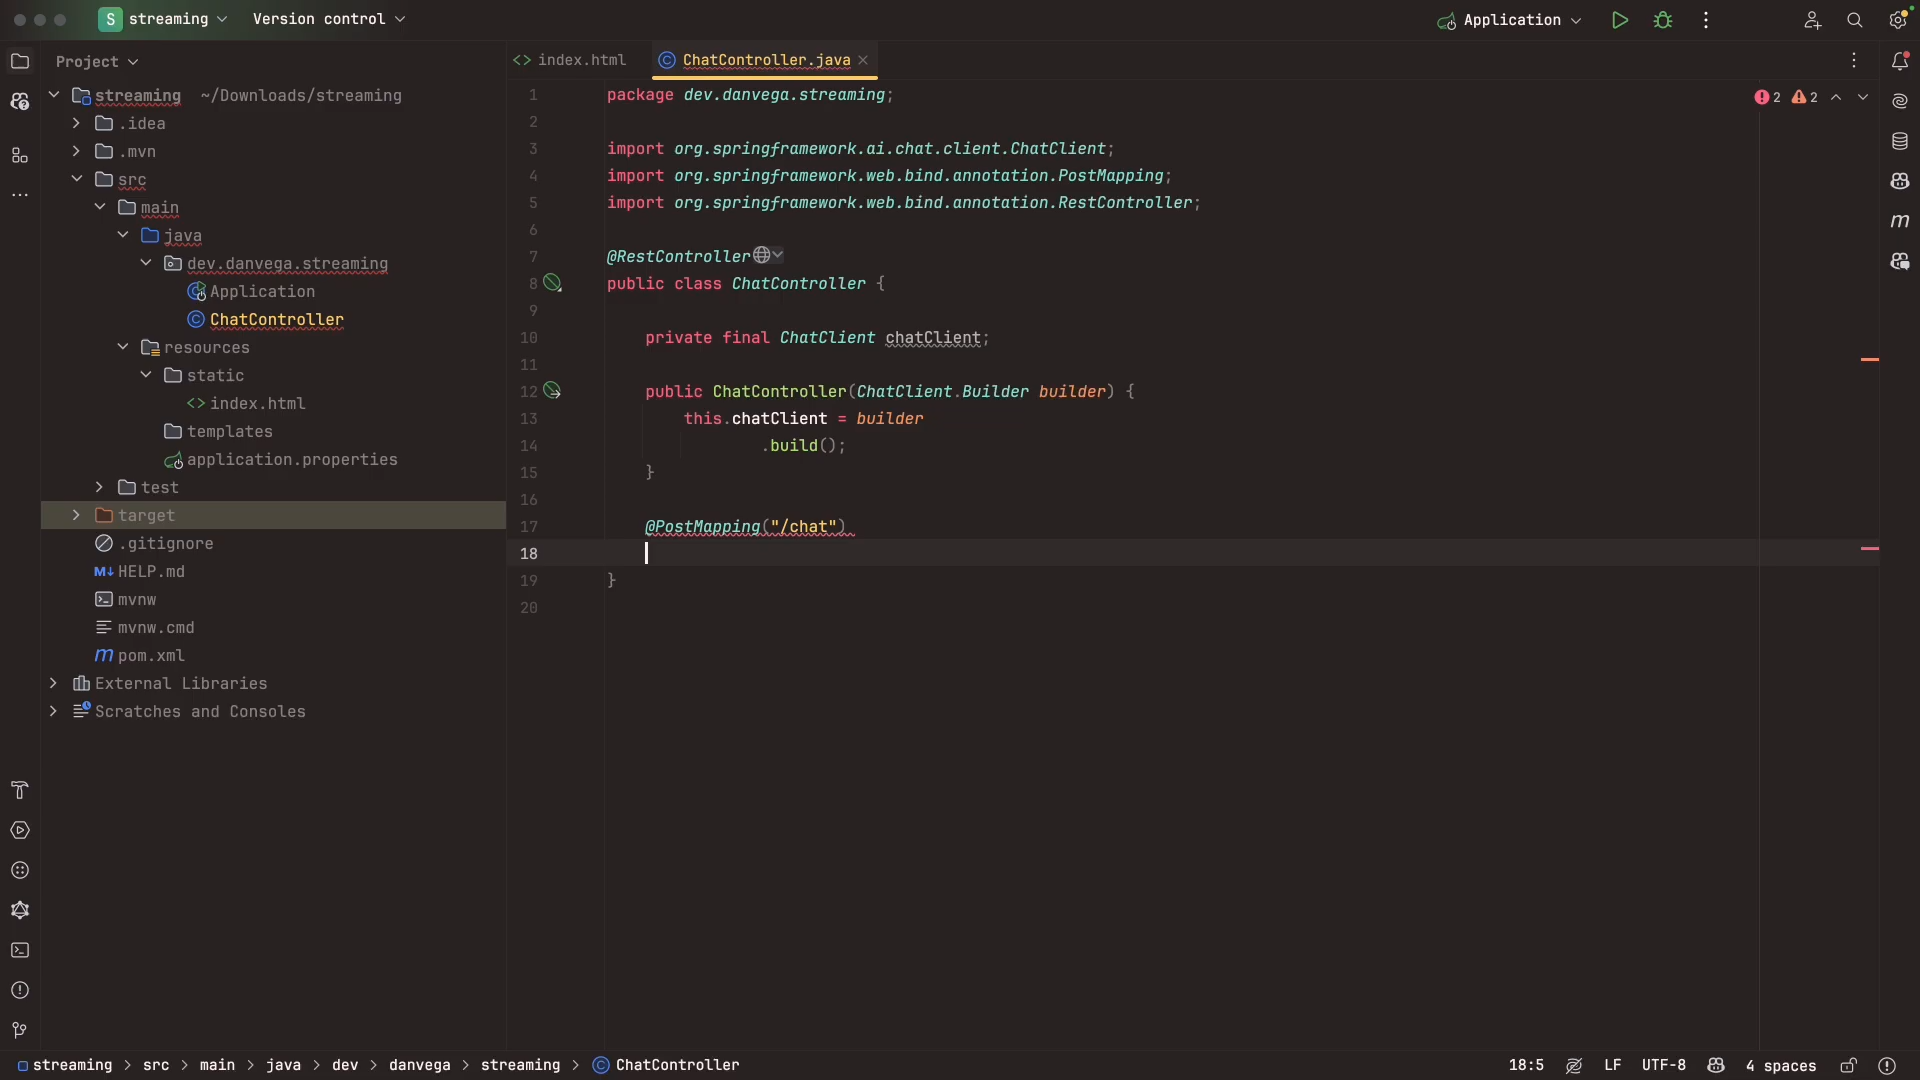 S streaming Version control Application
Project
streaming ~/Downloads/streaming
.idea
.mvn
src
main
java
dev.danvega.streaming
Application
ChatController
resources
static
index.html
templates
application.properties
test
target
.gitignore
M↓ HELP.md
mvnw
mvnw.cmd
m pom.xml
External Libraries
Scratches and Consoles
<> index.html C ChatController.java
2 2
1 package dev.danvega.streaming;
2
3 import org.springframework.ai.chat.client.ChatClient;
4 import org.springframework.web.bind.annotation.PostMapping;
5 import org.springframework.web.bind.annotation.RestController;
6
7 @RestController
8 public class ChatController {
9
10 private final ChatClient chatClient;
11
12 public ChatController(ChatClient.Builder builder) {
13 this.chatClient = builder
14 .build();
15 }
16
17 @PostMapping("/chat")
18
19 }
20
m
streaming > src > main > java > dev > danvega > streaming > C ChatController 18:5 LF UTF-8 4 spaces